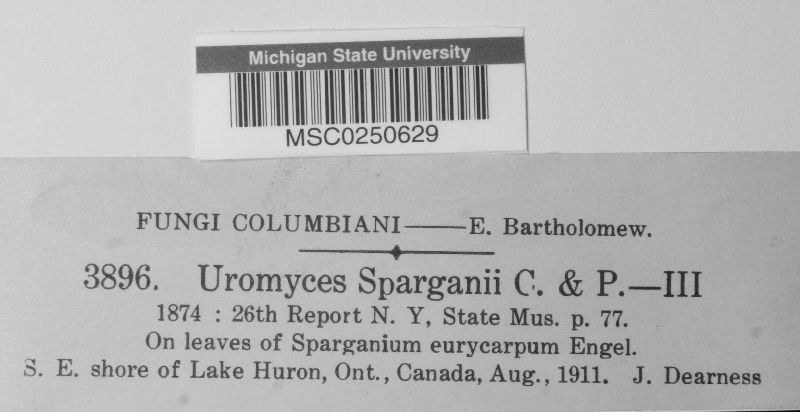 Michigan State University
MSC0250629
FUNGI COLUMBIANI——E. Bartholomew.
3896. Uromyces Sparganii C. & P.—III
1874 : 26th Report N. Y, State Mus. p. 77.
On leaves of Sparganium eurycarpum Engel.
S. E. shore of Lake Huron, Ont., Canada, Aug., 1911. J. Dearness